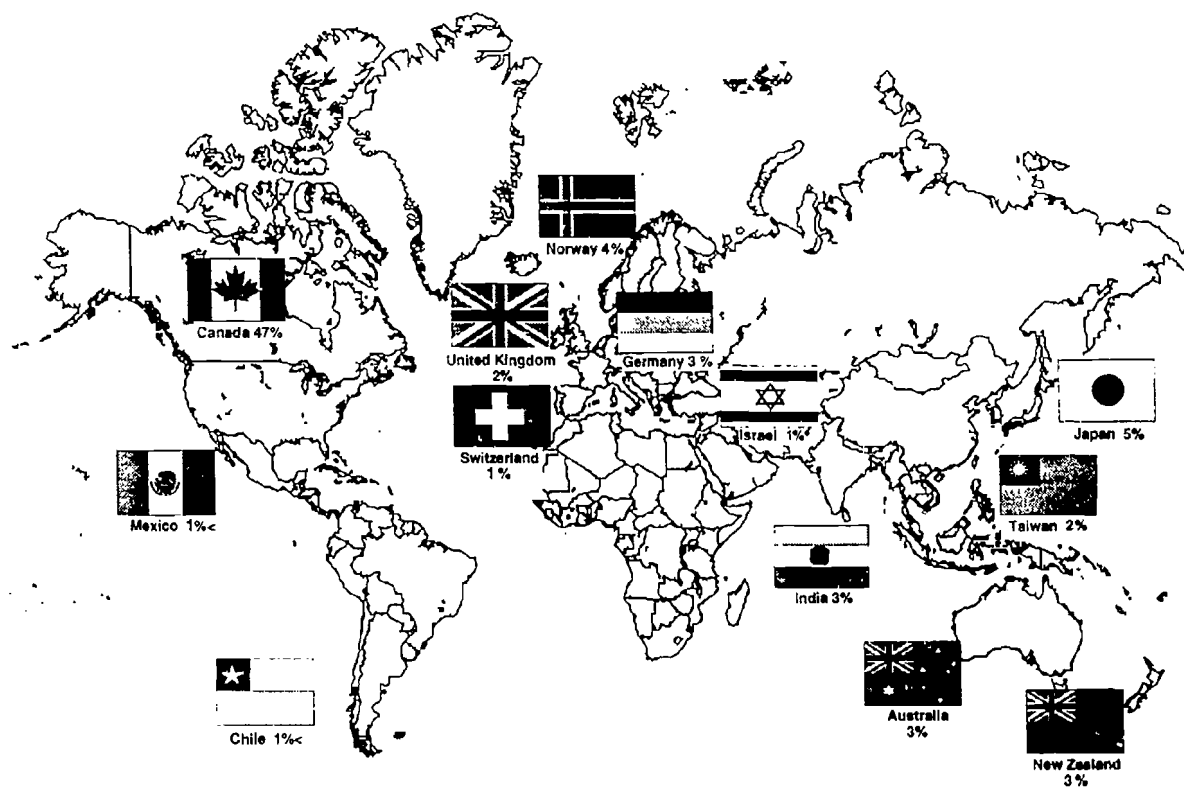 Norway 4%
Canada 47%
United Kingdom
2%
Germany 3 %
Switzerland
1 %
Israel 1%
Japan 5%
Mexico 1%<
Taiwan 2%
India 3%
Chile 1%<
Australia
3%
New Zealand
3 %